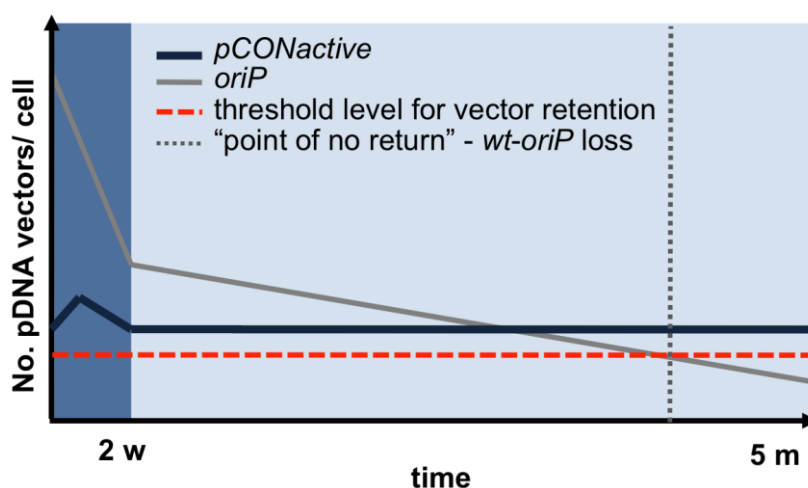 pCONactive
oriP
threshold level for vector retention
“point of no return” - wt-oriP loss
No. pDNA vectors/ cell
2 w
5 m
time